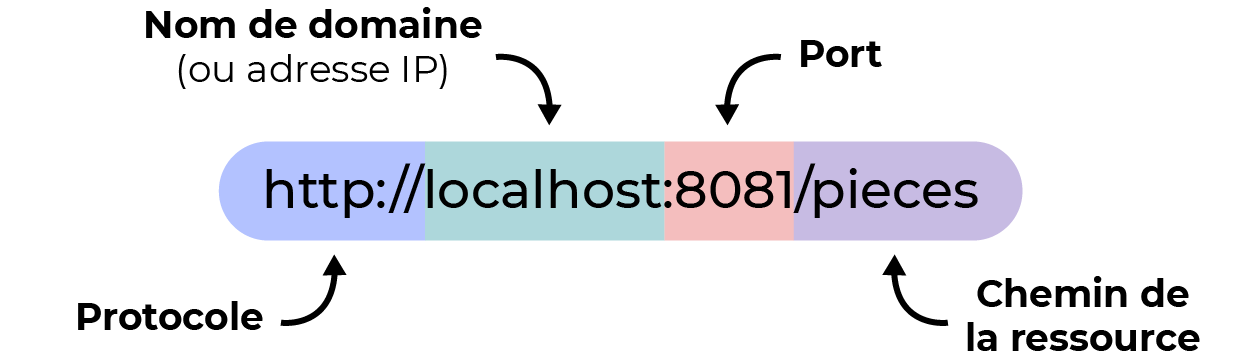 Nom de domaine
(ou adresse IP)
Port
http://localhost:8081/pieces
Protocole
Chemin de
la ressource